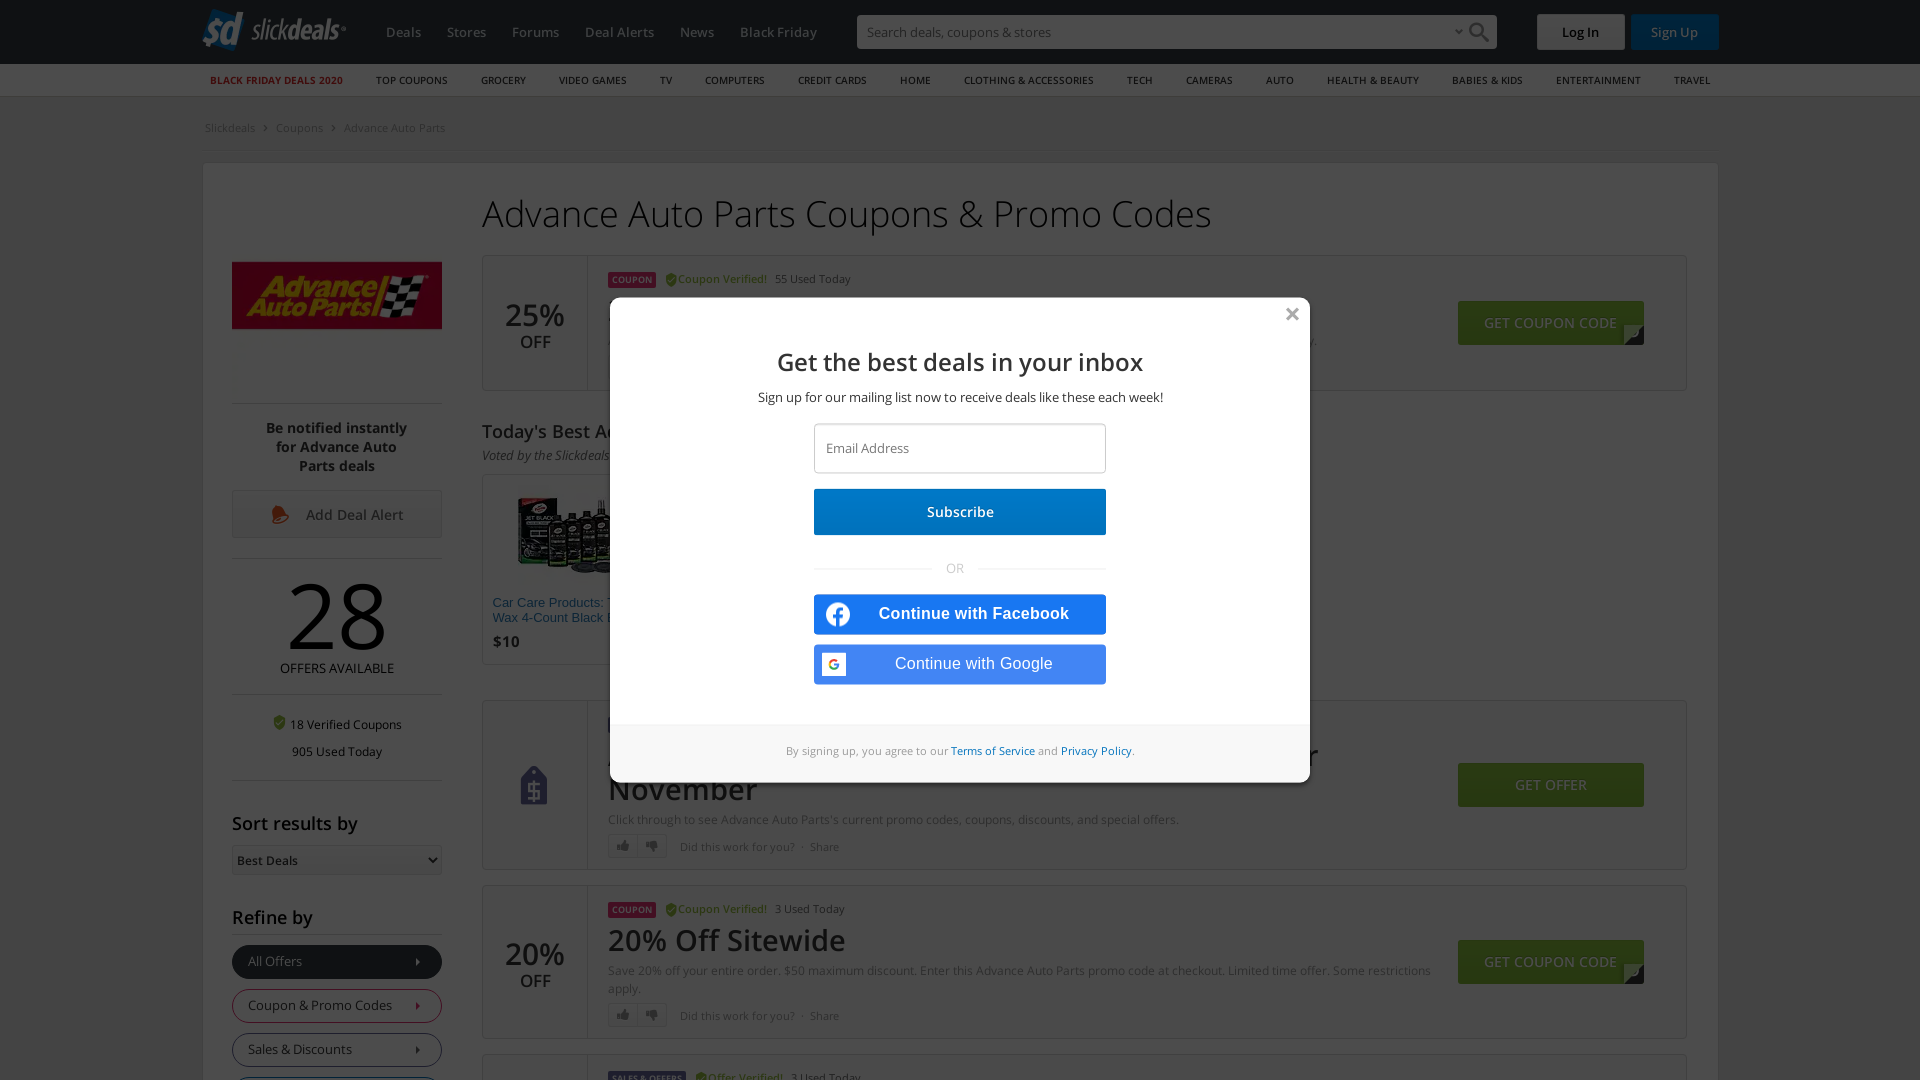 sd slickdeals
Deals
Stores
Forums
Deal Alerts
News
Black Friday
Search deals, coupons & stores
Log In
Sign Up
BLACK FRIDAY DEALS 2020
TOP COUPONS
GROCERY
VIDEO GAMES
TV
COMPUTERS
CREDIT CARDS
HOME
CLOTHING & ACCESSORIES
TECH
CAMERAS
AUTO
HEALTH & BEAUTY
BABIES & KIDS
ENTERTAINMENT
TRAVEL
Slickdeals
Coupons
Advance Auto Parts
Advance Auto Parts Coupons & Promo Codes
Advance
Auto Parts
Be notified instantly
for Advance Auto
Parts deals
Add Deal Alert
28
OFFERS AVAILABLE
18 Verified Coupons
905 Used Today
Sort results by
Best Deals
Refine by
All Offers
Coupon & Promo Codes
Sales & Discounts
25%
OFF
COUPON
Coupon Verified!
55 Used Today
GET COUPON CODE
Today's Best
Voted by the Slickdeals
Car Care Products:
Wax 4-Count Black
$10
Get the best deals in your inbox
Sign up for our mailing list now to receive deals like these each week!
Email Address
Subscribe
OR
Continue with Facebook
Continue with Google
By signing up, you agree to our Terms of Service and Privacy Policy.
November
Click through to see Advance Auto Parts's current promo codes, coupons, discounts, and special offers.
Did this work for you? · Share
GET OFFER
20%
OFF
COUPON
Coupon Verified!
3 Used Today
20% Off Sitewide
Save 20% off your entire order. $50 maximum discount. Enter this Advance Auto Parts promo code at checkout. Limited time offer. Some restrictions
apply.
Did this work for you? · Share
GET COUPON CODE
SALES & OFFERS
Offer Verified!
3 Used Today